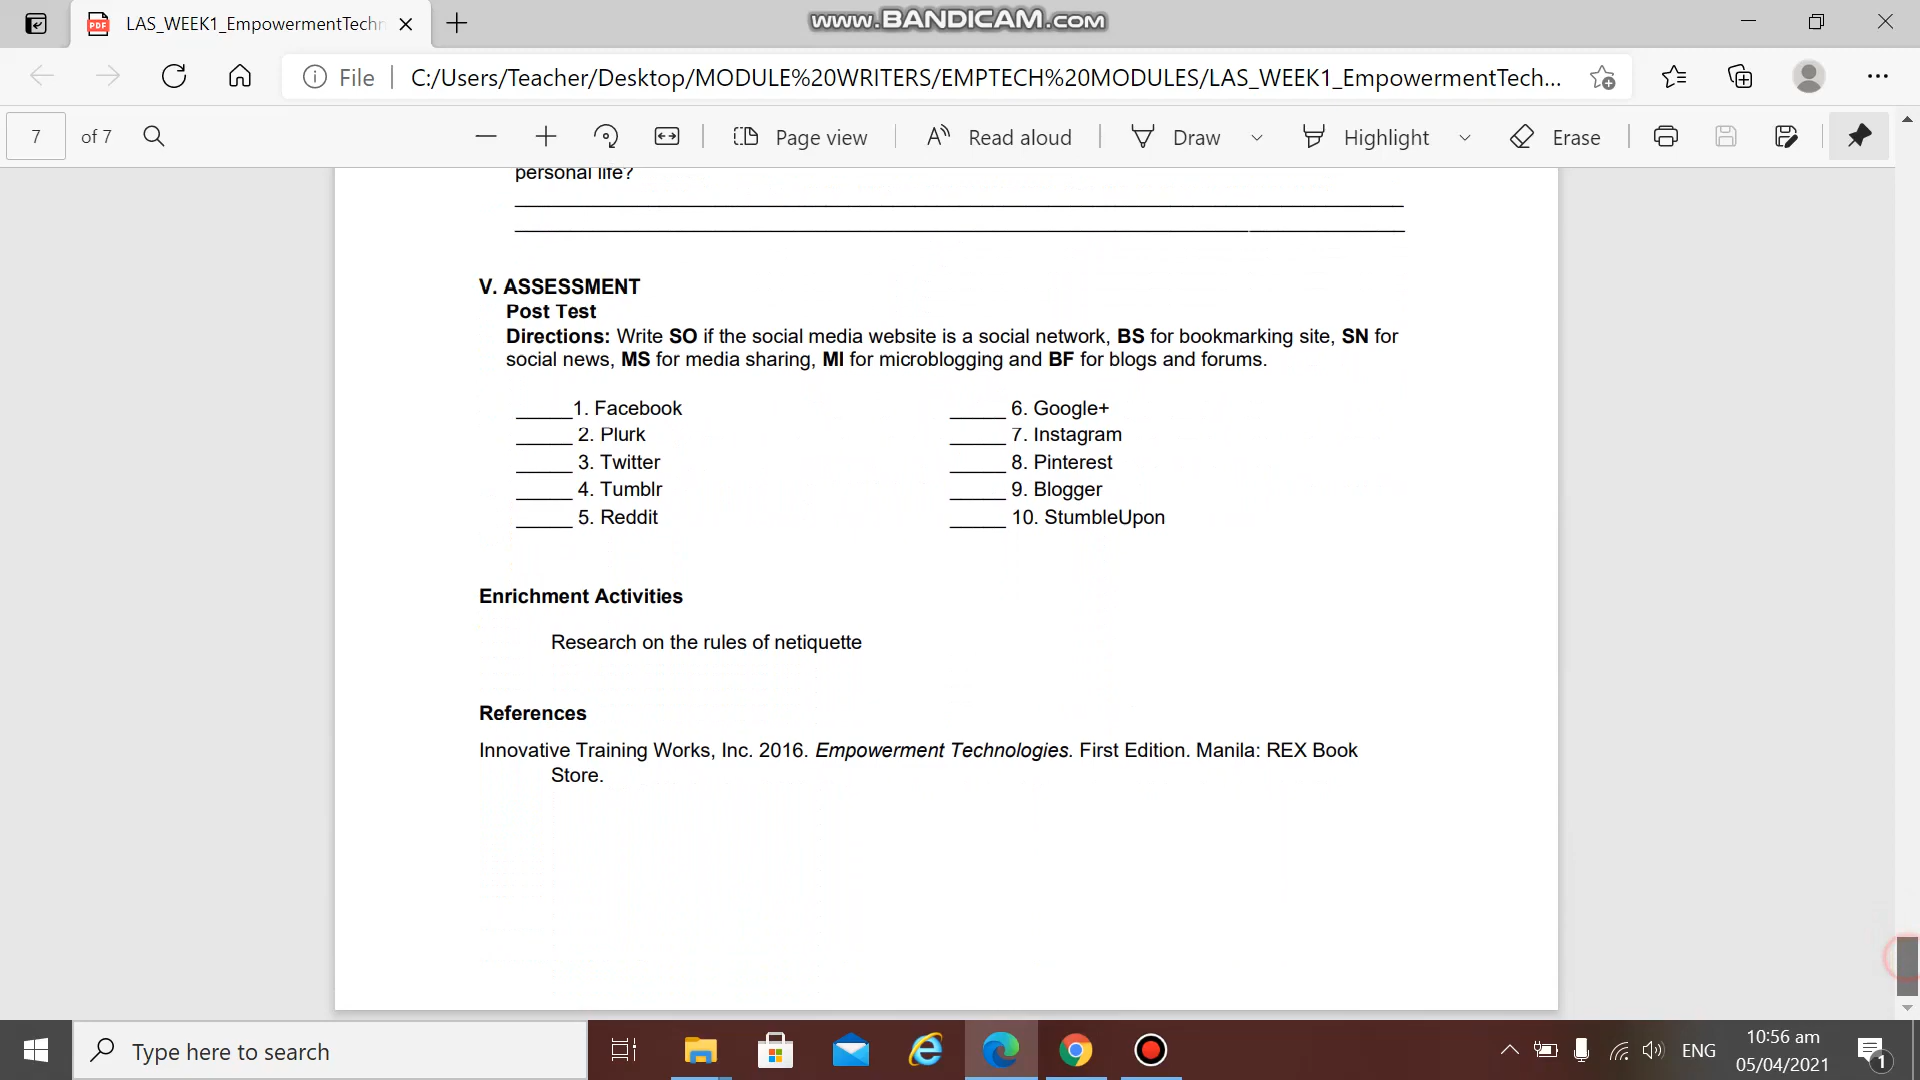 www.BANDICAM.com
LAS_WEEK1_EmpowermentTechn
File
C:/Users/Teacher/Desktop/MODULE%20WRITERS/EMPTECH%20MODULES/LAS_WEEK1_EmpowermentTech...
7 of 7
Page view
Read aloud
Draw
Highlight
Erase
personal life?
V. ASSESSMENT
Post Test
Directions: Write SO if the social media website is a social network, BS for bookmarking site, SN for
social news, MS for media sharing, MI for microblogging and BF for blogs and forums.
_____1. Facebook
_____ 2. Plurk
_____ 3. Twitter
_____ 4. Tumblr
_____ 5. Reddit
_____ 6. Google+
_____ 7. Instagram
_____ 8. Pinterest
_____ 9. Blogger
_____ 10. StumbleUpon
Enrichment Activities
Research on the rules of netiquette
References
Innovative Training Works, Inc. 2016. Empowerment Technologies. First Edition. Manila: REX Book
Store.
Type here to search
ENG
10:56 am
05/04/2021
1